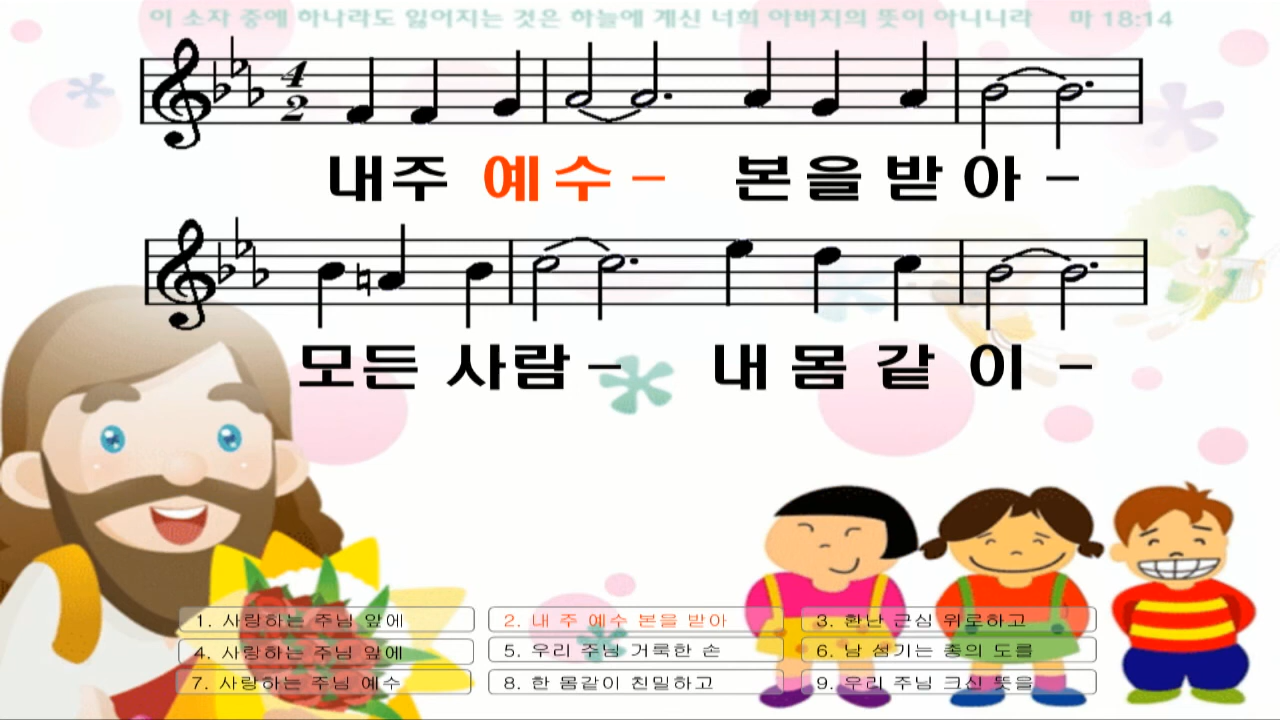 이 소자 중에 하나라도 잃어지는 것은 하늘에 계신 너희 아버지의 뜻이 아니니라 마 18:14
4
2
내주 예수 - 본을 받아 -
모든 사람 - 내 몸 같이 -
1. 사랑하는 주님 앞에
2. 내 주 예수 본을 받아
3. 환난 근심 위로하고
4. 사랑하는 주님 앞에
5. 우리 주님 거룩한 손
6. 날 섬기는 종의 도를
7. 사랑하는 주님 예수
8. 한 몸같이 친밀하고
9. 우리 주님 크신 뜻을